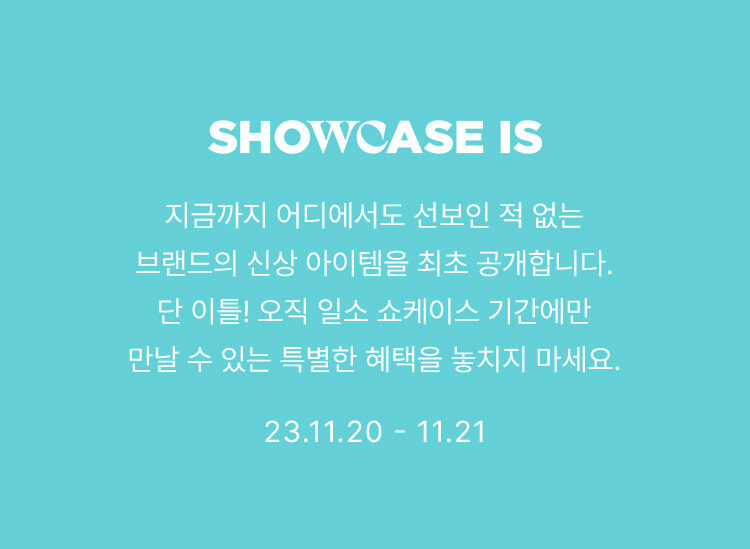 SHOWCASE IS
지금까지 어디에서도 선보인 적 없는
브랜드의 신상 아이템을 최초 공개합니다.
단 이틀! 오직 일소 쇼케이스 기간에만
만날 수 있는 특별한 혜택을 놓치지 마세요.
23.11.20 - 11.21